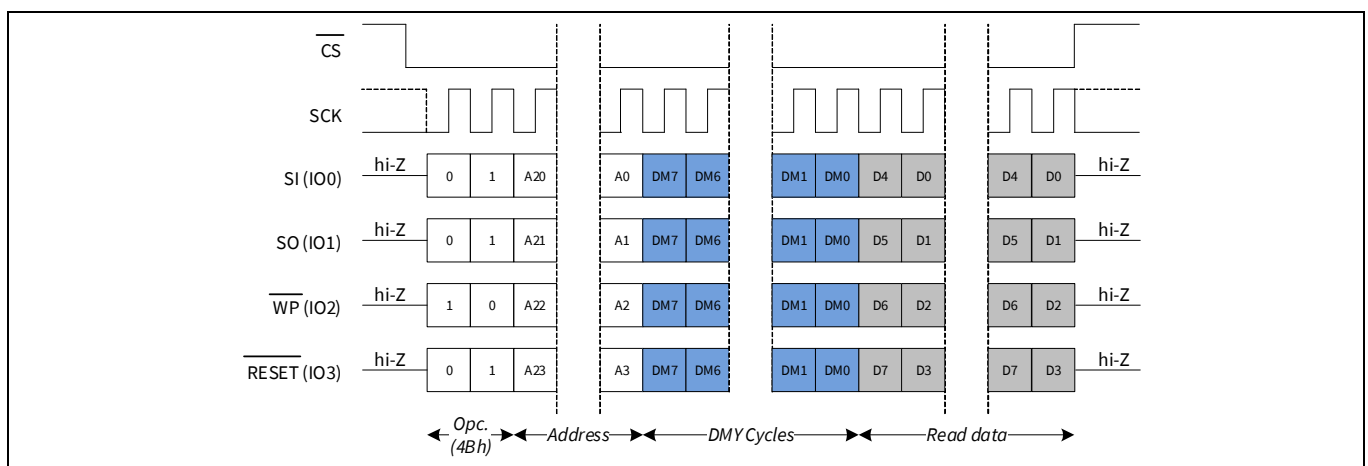 CS
SCK
SI (IO0) hi-Z 0 1 A20 A0 DM7 DM6 DM1 DM0 D4 D0 D4 D0 hi-Z
SO (IO1) hi-Z 0 1 A21 A1 DM7 DM6 DM1 DM0 D5 D1 D5 D1 hi-Z
WP (IO2) hi-Z 1 0 A22 A2 DM7 DM6 DM1 DM0 D6 D2 D6 D2 hi-Z
RESET (IO3) hi-Z 0 1 A23 A3 DM7 DM6 DM1 DM0 D7 D3 D7 D3 hi-Z
Opc. (4Bh) Address DMY Cycles Read data